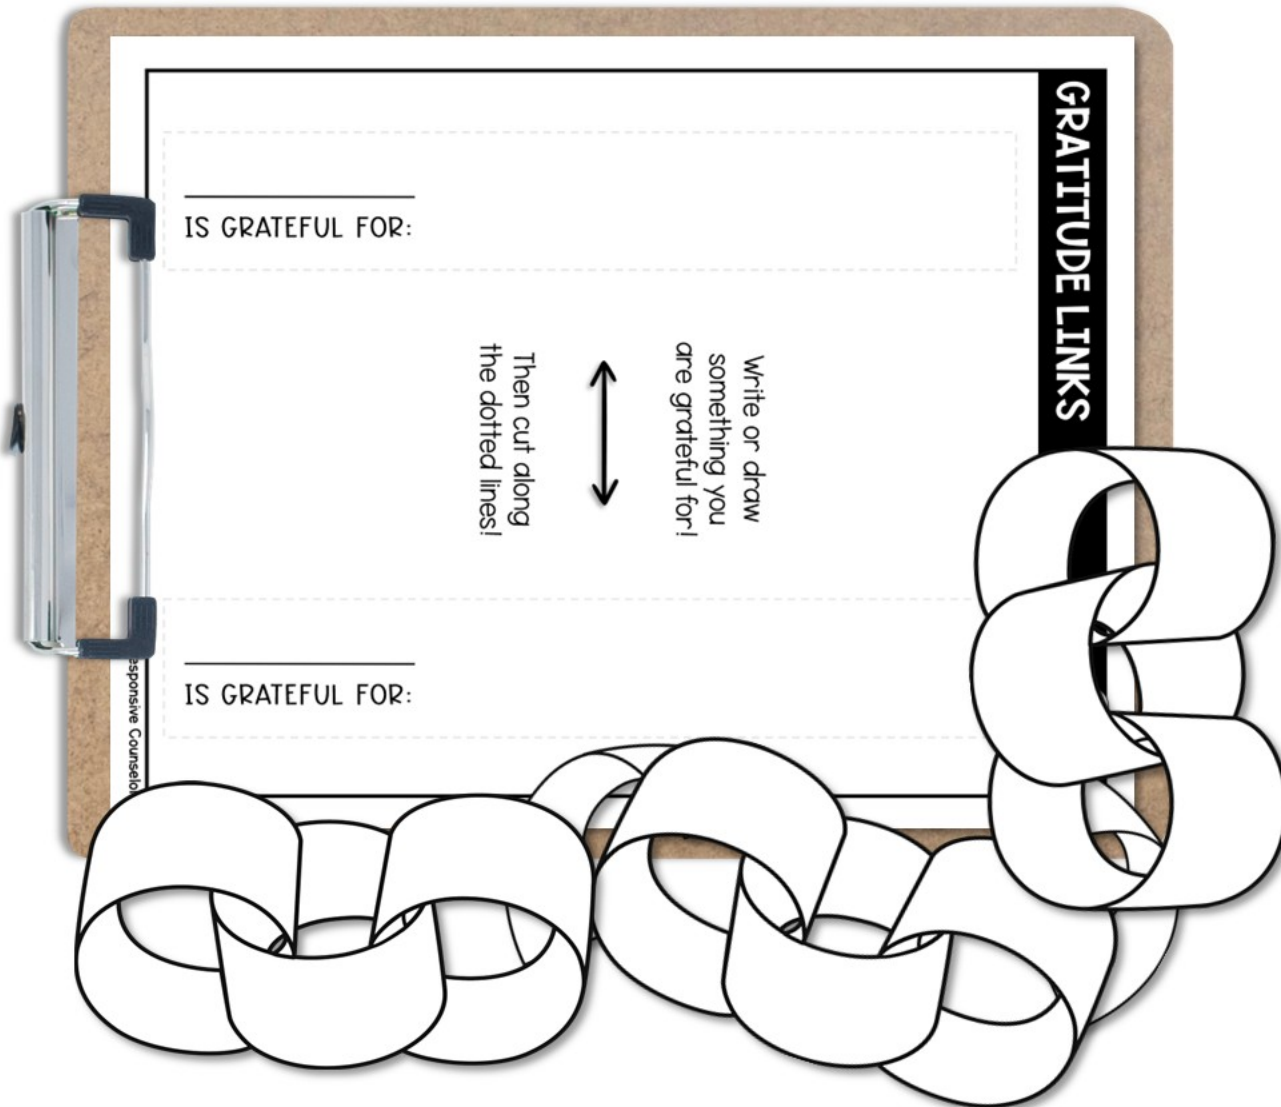 GRATITUDE LINKS
IS GRATEFUL FOR:
Write or draw
something you
are grateful for!
Then cut along
the dotted lines!
IS GRATEFUL FOR:
Counselor